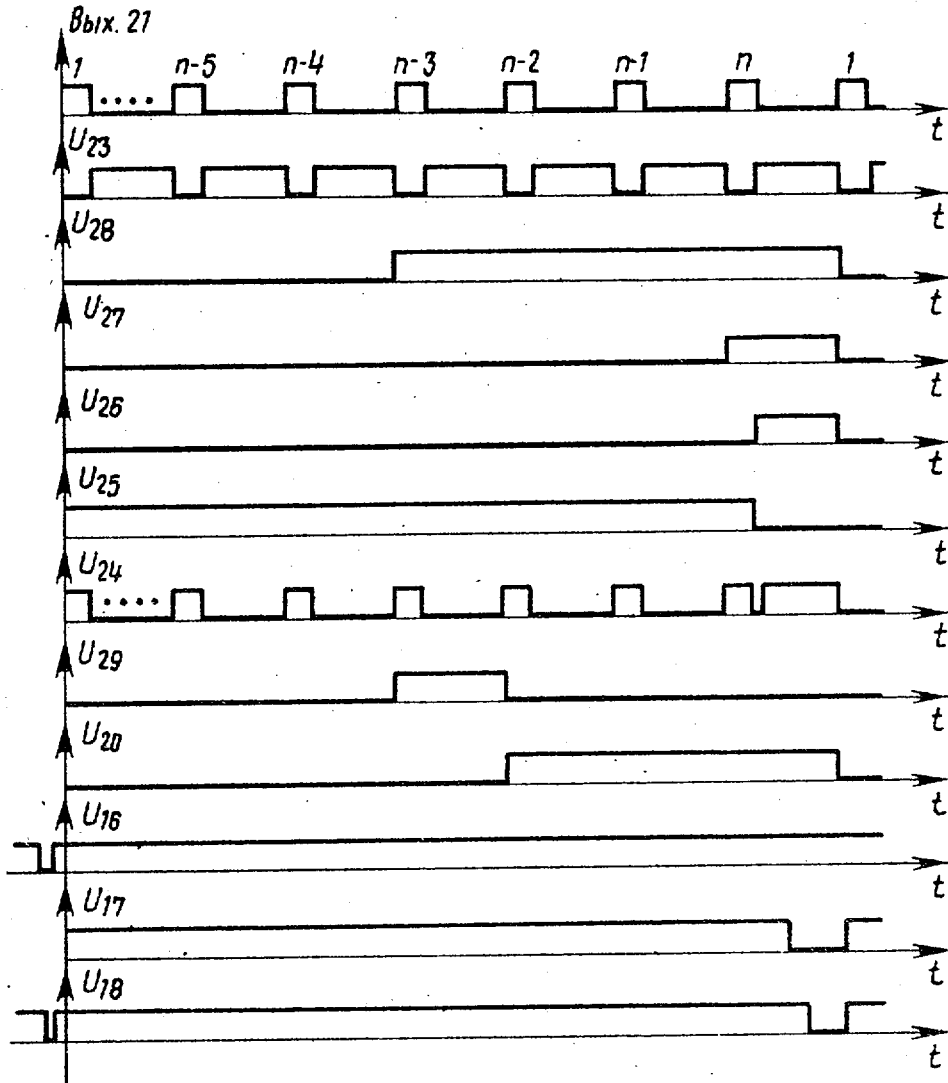 Вых. 21
1 .... n-5 n-4 n-3 n-2 n-1 n 1
t
U23
t
U28
t
U27
t
U26
t
U25
t
U24
....
t
U29
t
U20
t
U16
t
U17
t
U18
t